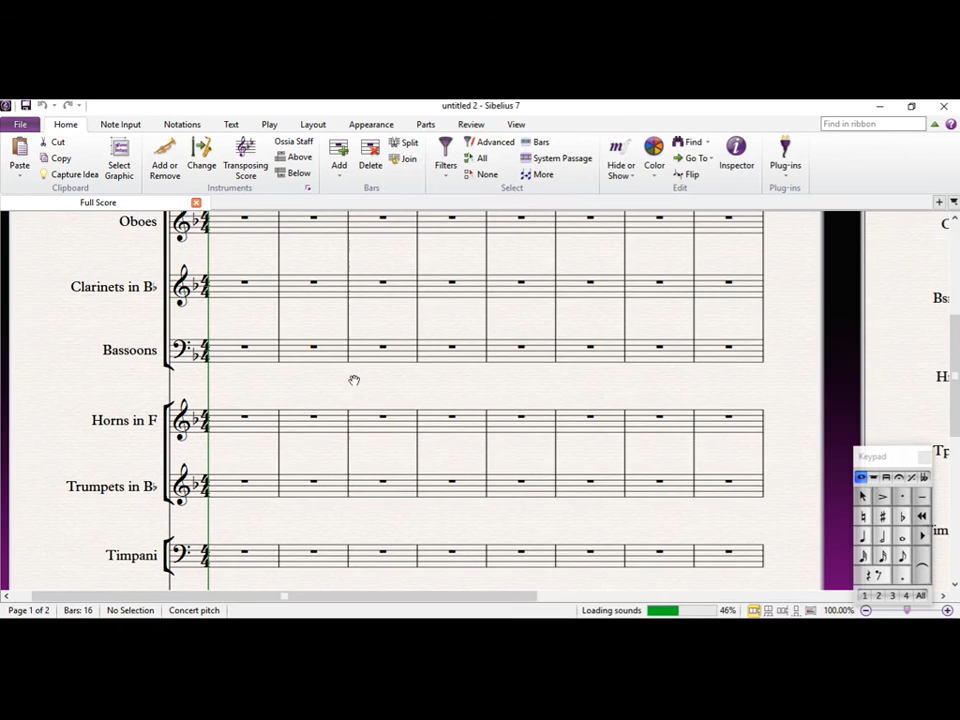 untitled 2 - Sibelius 7
File Home Note Input Notations Text Play Layout Appearance Parts Review View Find in ribbon
Paste
Cut
Copy
Capture Idea
Select Graphic
Clipboard
Add or Remove
Change
Transposing Score
Ossia Staff
Above
Below
Instruments
Add
Delete
Split
Join
Bars
Filters
Advanced
All
None
Bars
System Passage
More
Select
Hide or Show
Color
Find
Go To
Flip
Inspector
Edit
Plug-ins
Plug-ins
Full Score
Oboes
Clarinets in B♭
Bassoons
Horns in F
Trumpets in B♭
Timpani
Keypad
1 2 3 4 All
Page 1 of 2 Bars: 16 No Selection Concert pitch Loading sounds 46% 100.00%